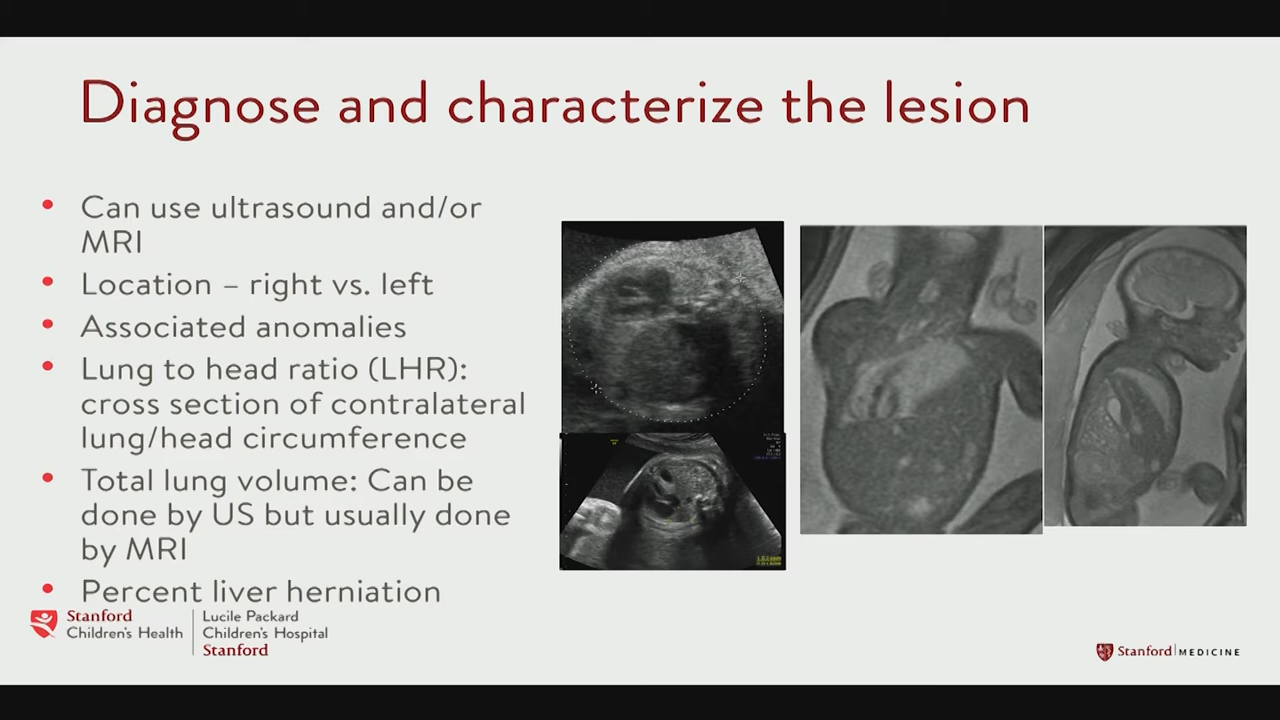 Diagnose and characterize the lesion
• Can use ultrasound and/or
MRI
• Location – right vs. left
• Associated anomalies
• Lung to head ratio (LHR):
cross section of contralateral
lung/head circumference
• Total lung volume: Can be
done by US but usually done
by MRI
• Percent liver herniation
Stanford
Children's Health
Lucile Packard
Children's Hospital
Stanford
Stanford MEDICINE